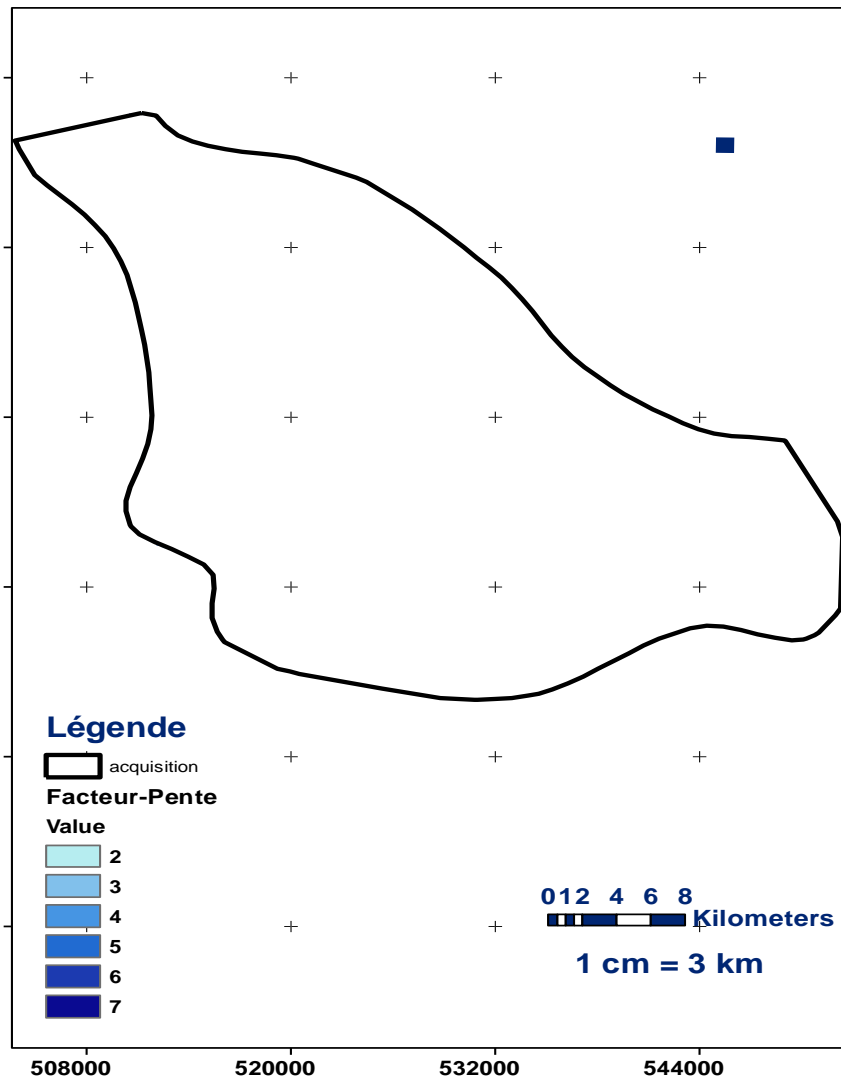 Légende
acquisition
Facteur-Pente
Value
2
3
4
5
6
7
0 1 2 4 6 8
Kilometers
1 cm = 3 km
508000 520000 532000 544000